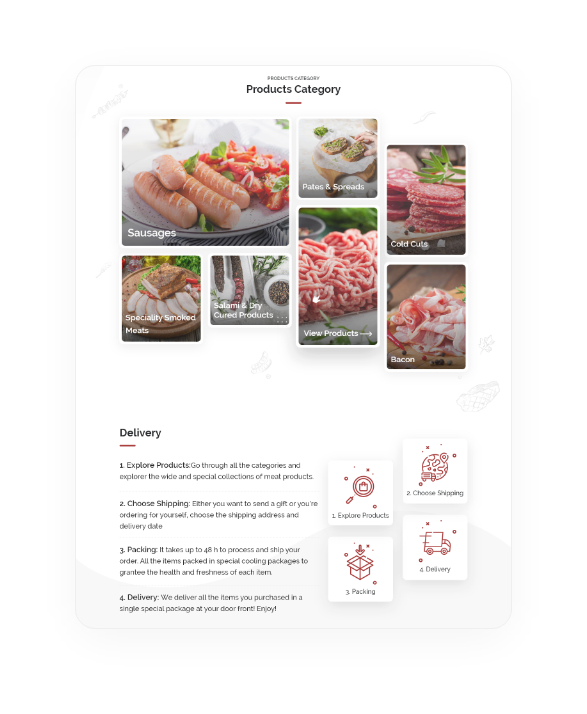 PRODUCTS CATEGORY
Products Category
Sausages
Pates & Spreads
Cold Cuts
Speciality Smoked
Meats
Salami & Dry
Cured Products
View Products
Bacon
Delivery
1. Explore Products:Go through all the categories and
explorer the wide and special collections of meat products.
2. Choose Shipping: Either you want to send a gift or you're
ordering for yourself, choose the shipping address and
delivery date
3. Packing: It takes up to 48 h to process and ship your
order. All the items packed in special cooling packages to
grantee the health and freshness of each item.
4. Delivery: We deliver all the items you purchased in a
single special package at your door front! Enjoy!
1. Explore Products
2. Choose Shipping
3. Packing
4. Delivery